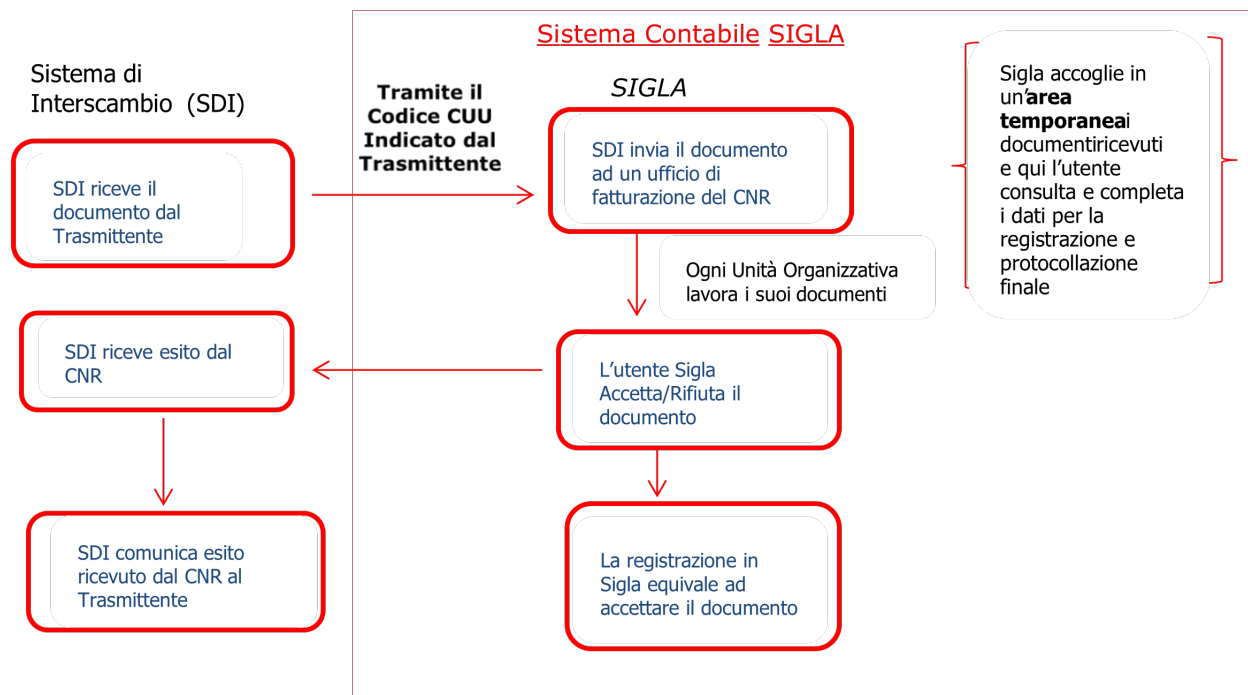 Sistema Contabile SIGLA
Sistema di
Interscambio (SDI)
Tramite il
Codice CUU
Indicato dal
Trasmittente
SIGLA
Sigla accoglie in
un'area
temporaneai
documentiricevuti
e qui l'utente
consulta e completa
i dati per la
registrazione e
protocollazione
finale
SDI riceve il
documento dal
Trasmittente
SDI invia il documento
ad un ufficio di
fatturazione del CNR
Ogni Unità Organizzativa
lavora i suoi documenti
SDI riceve esito dal
CNR
L'utente Sigla
Accetta/Rifiuta il
documento
SDI comunica esito
ricevuto dal CNR al
Trasmittente
La registrazione in
Sigla equivale ad
accettare il documento